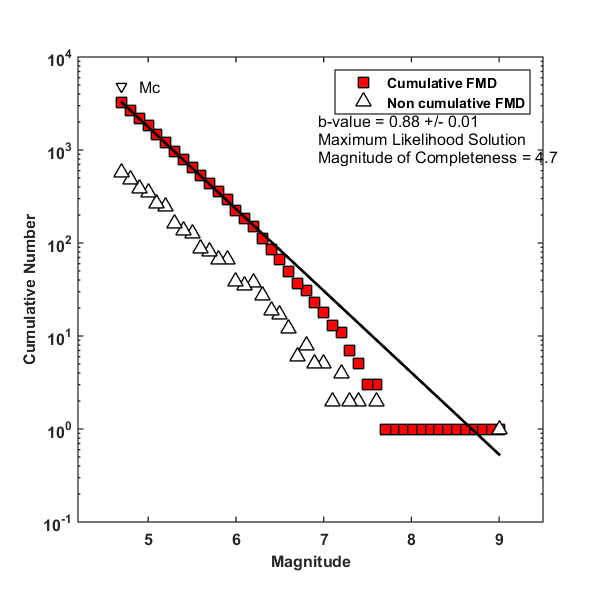 Mc
Cumulative FMD
Non cumulative FMD
b-value = 0.88 +/- 0.01
Maximum Likelihood Solution
Magnitude of Completeness = 4.7
Cumulative Number
10^4
10^3
10^2
10^1
10^0
10^-1
5 6 7 8 9
Magnitude